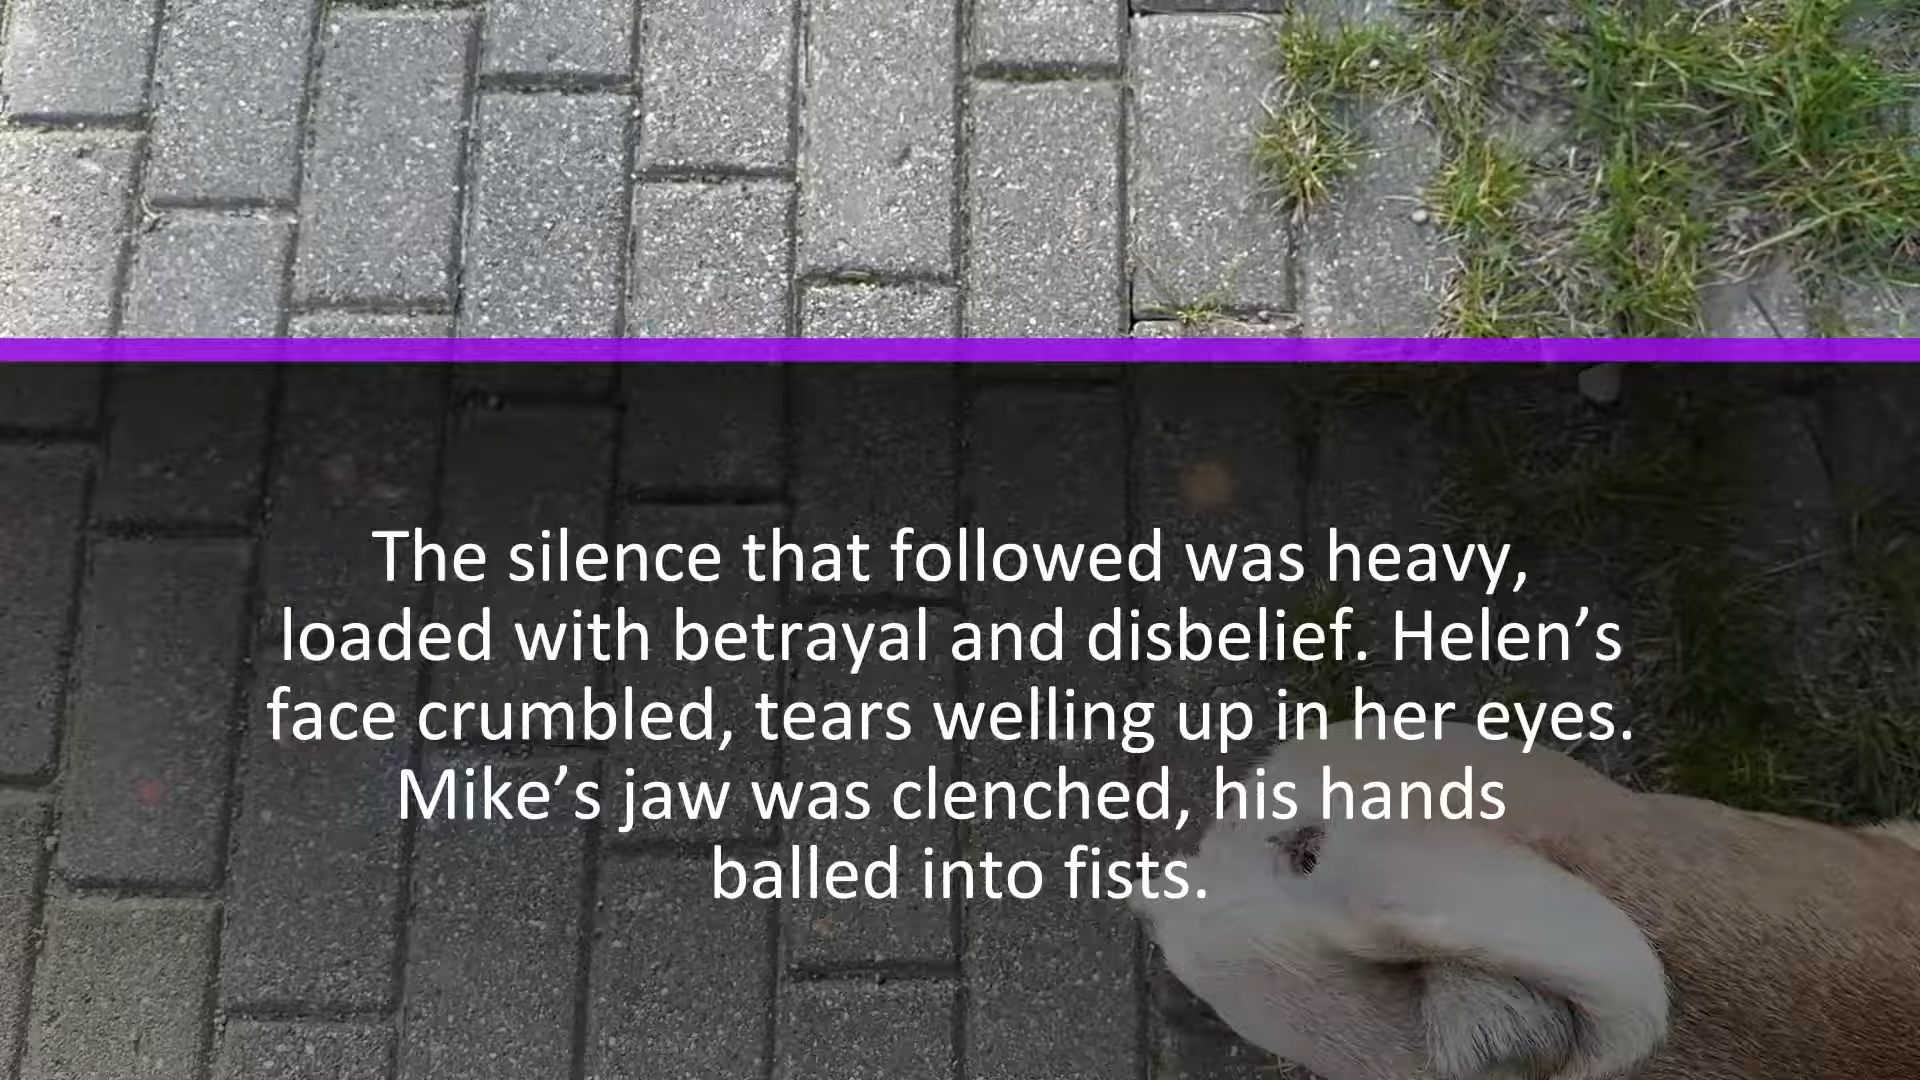 The silence that followed was heavy,
loaded with betrayal and disbelief. Helen’s
face crumbled, tears welling up in her eyes.
Mike’s jaw was clenched, his hands
balled into fists.